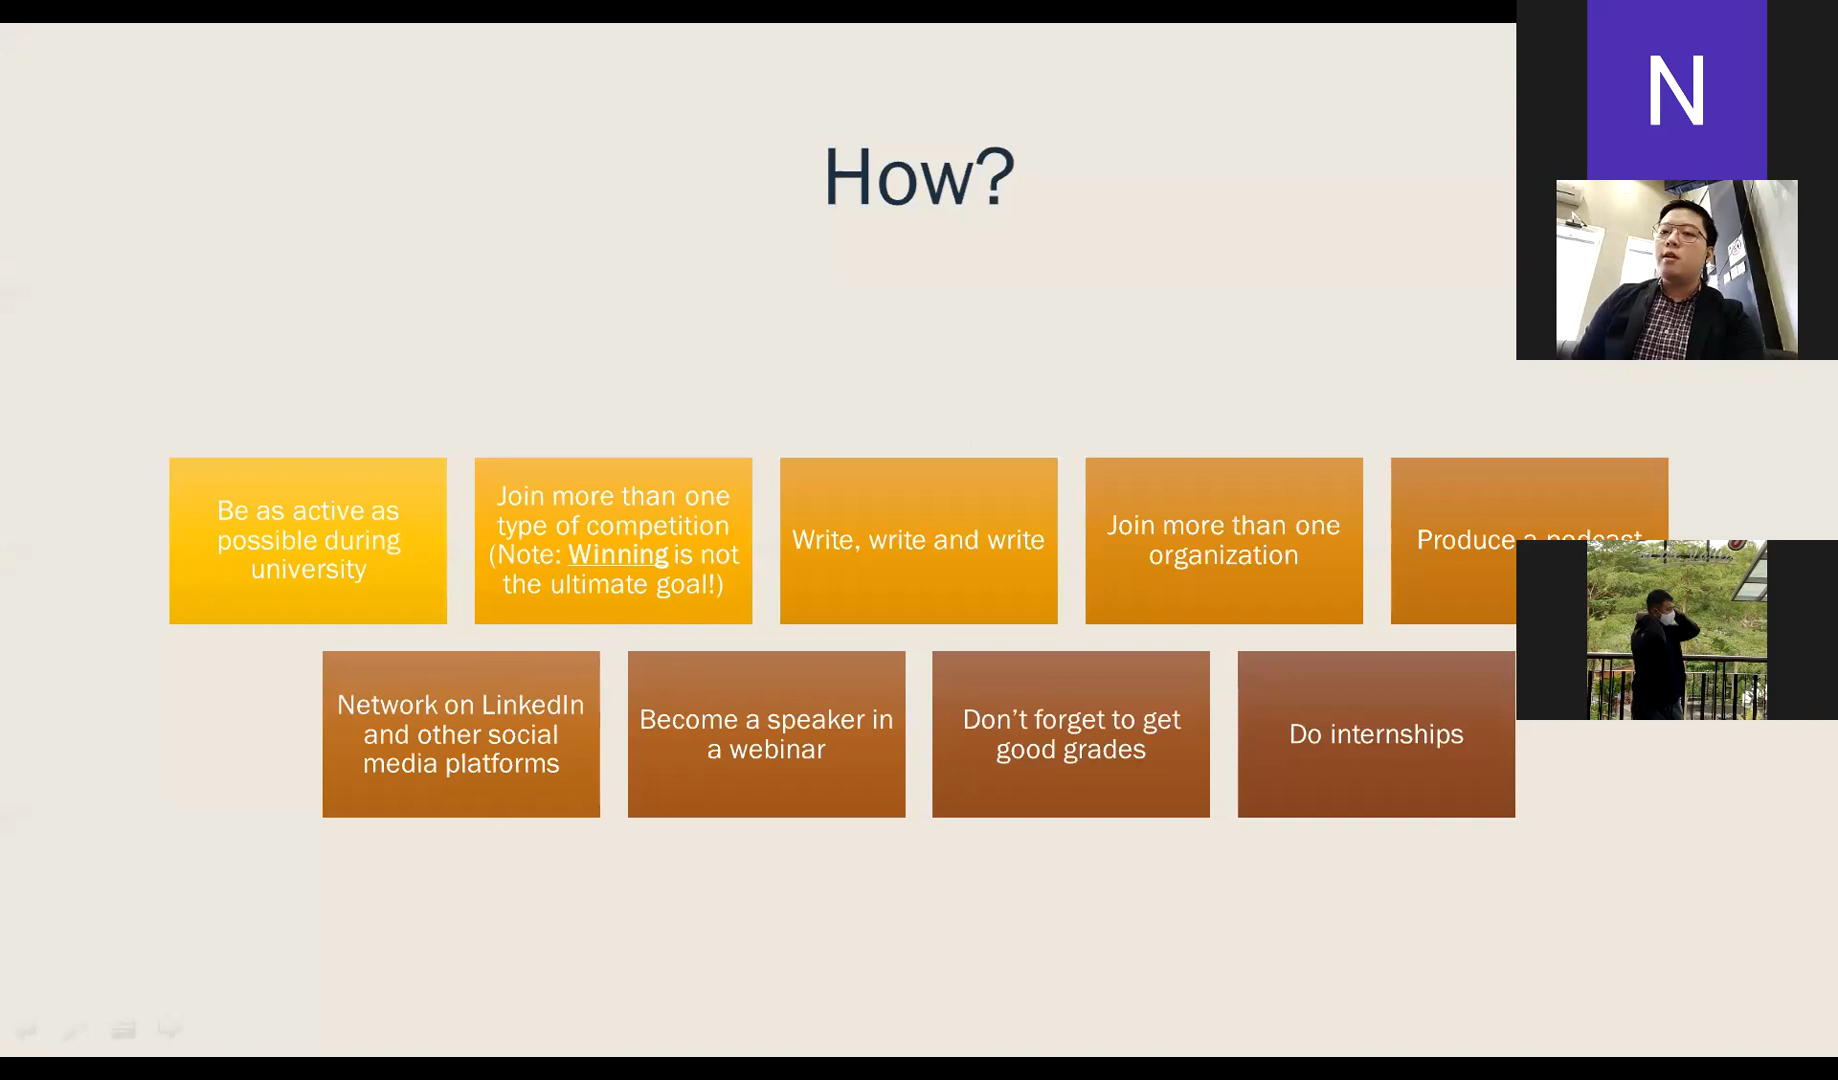 N
How?
Be as active as
possible during
university
Join more than one
type of competition
(Note: Winning is not
the ultimate goal!)
Write, write and write
Join more than one
organization
Produce a podcast
Network on LinkedIn
and other social
media platforms
Become a speaker in
a webinar
Don’t forget to get
good grades
Do internships